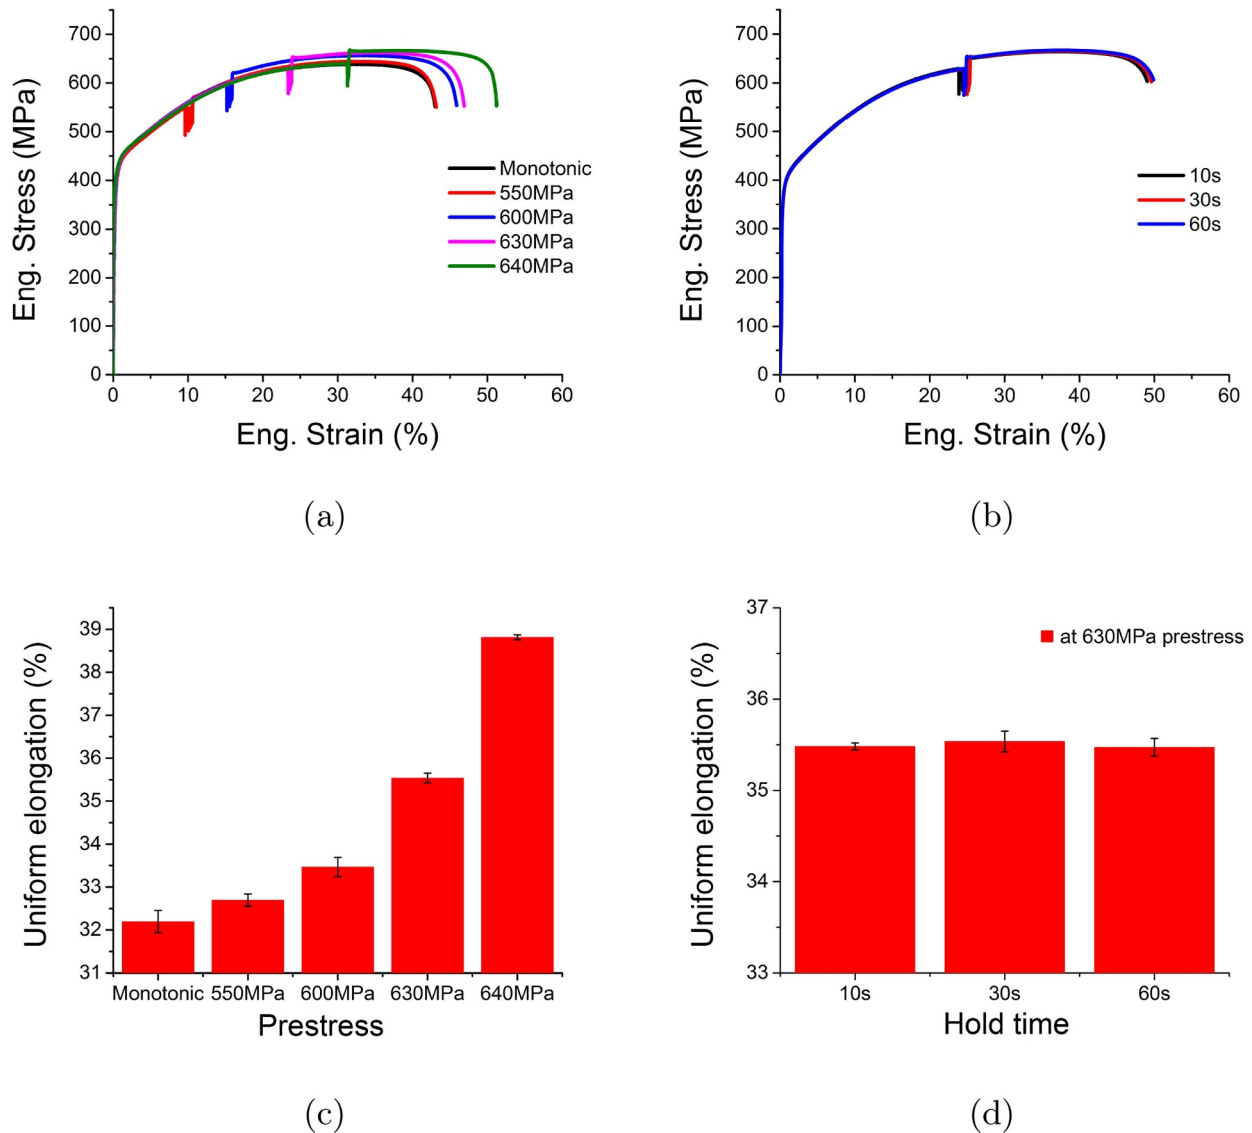 700
600
500
400
300
200
100
0
0 10 20 30 40 50 60
Eng. Stress (MPa)
Eng. Strain (%)
Monotonic
550MPa
600MPa
630MPa
640MPa
(a)
700
600
500
400
300
200
100
0
0 10 20 30 40 50 60
Eng. Stress (MPa)
Eng. Strain (%)
10s
30s
60s
(b)
39
38
37
36
35
34
33
32
31
Uniform elongation (%)
Monotonic 550MPa 600MPa 630MPa 640MPa
Prestress
(c)
37
36
35
34
33
Uniform elongation (%)
at 630MPa prestress
10s 30s 60s
Hold time
(d)